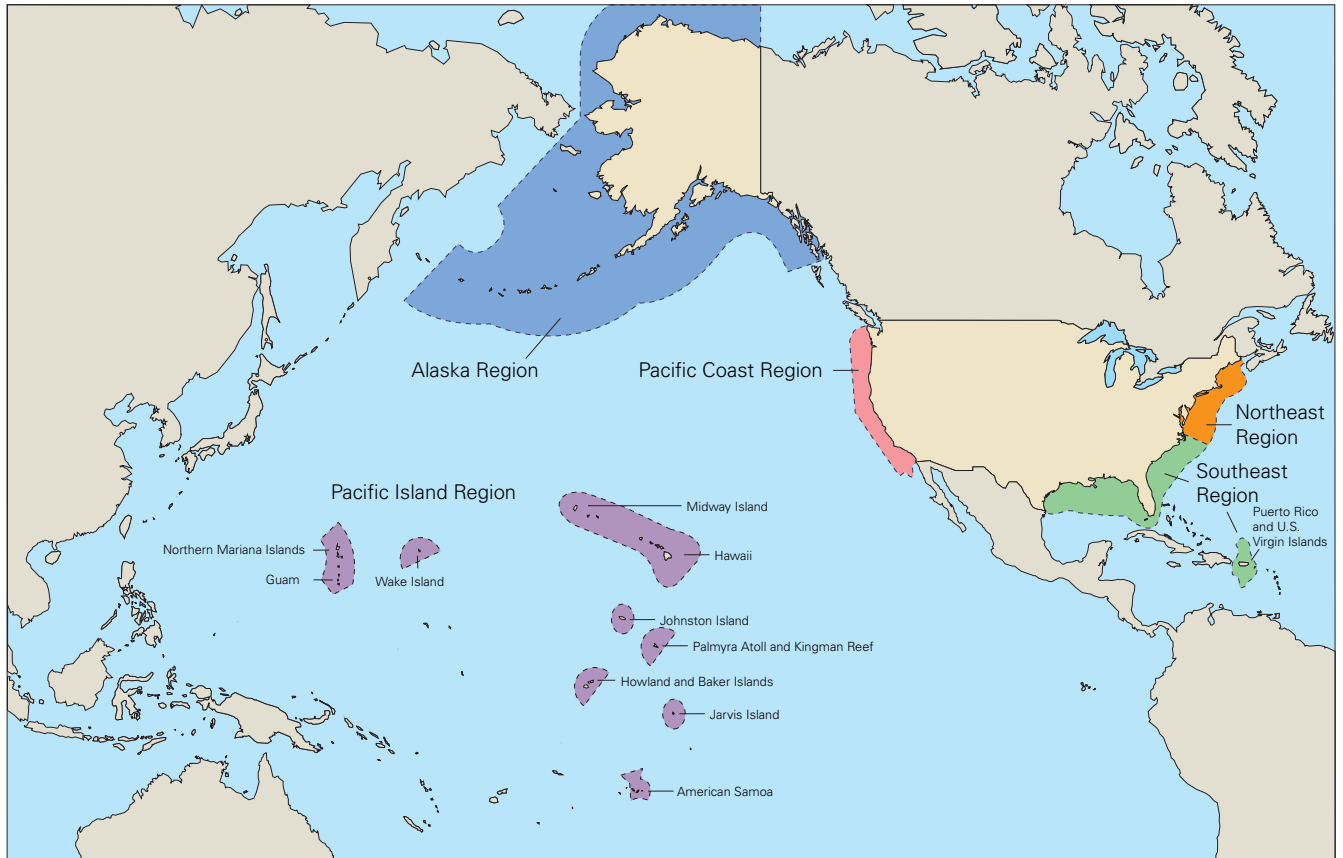 Alaska Region
Pacific Coast Region
Northeast
Region
Southeast
Region
Puerto Rico
and U.S.
Virgin Islands
Pacific Island Region
Midway Island
Northern Mariana Islands
Hawaii
Guam
Wake Island
Johnston Island
Palmyra Atoll and Kingman Reef
Howland and Baker Islands
Jarvis Island
American Samoa